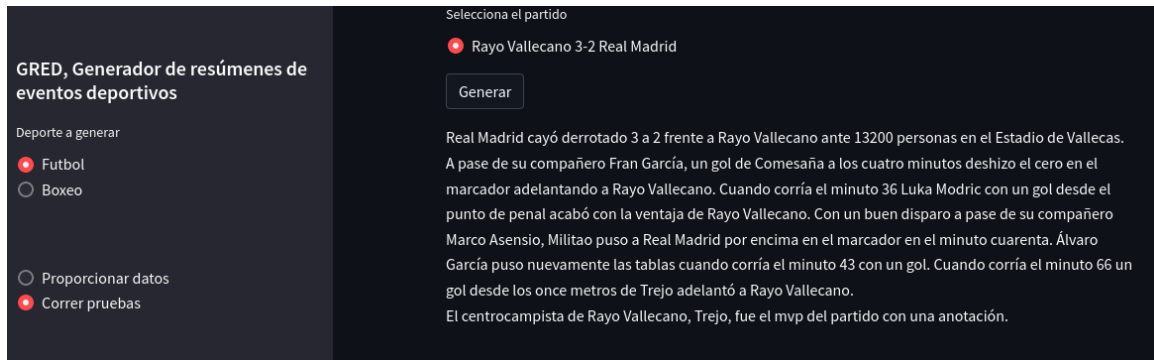 GRED, Generador de resúmenes de
eventos deportivos
Deporte a generar
Futbol
Boxeo
Proporcionar datos
Correr pruebas
Selecciona el partido
Rayo Vallecano 3-2 Real Madrid
Generar
Real Madrid cayó derrotado 3 a 2 frente a Rayo Vallecano ante 13200 personas en el Estadio de Vallecas.
A pase de su compañero Fran García, un gol de Comesaña a los cuatro minutos deshizo el cero en el
marcador adelantando a Rayo Vallecano. Cuando corría el minuto 36 Luka Modric con un gol desde el
punto de penal acabó con la ventaja de Rayo Vallecano. Con un buen disparo a pase de su compañero
Marco Asensio, Militao puso a Real Madrid por encima en el marcador en el minuto cuarenta. Álvaro
García puso nuevamente las tablas cuando corría el minuto 43 con un gol. Cuando corría el minuto 66 un
gol desde los once metros de Trejo adelantó a Rayo Vallecano.
El centrocampista de Rayo Vallecano, Trejo, fue el mvp del partido con una anotación.